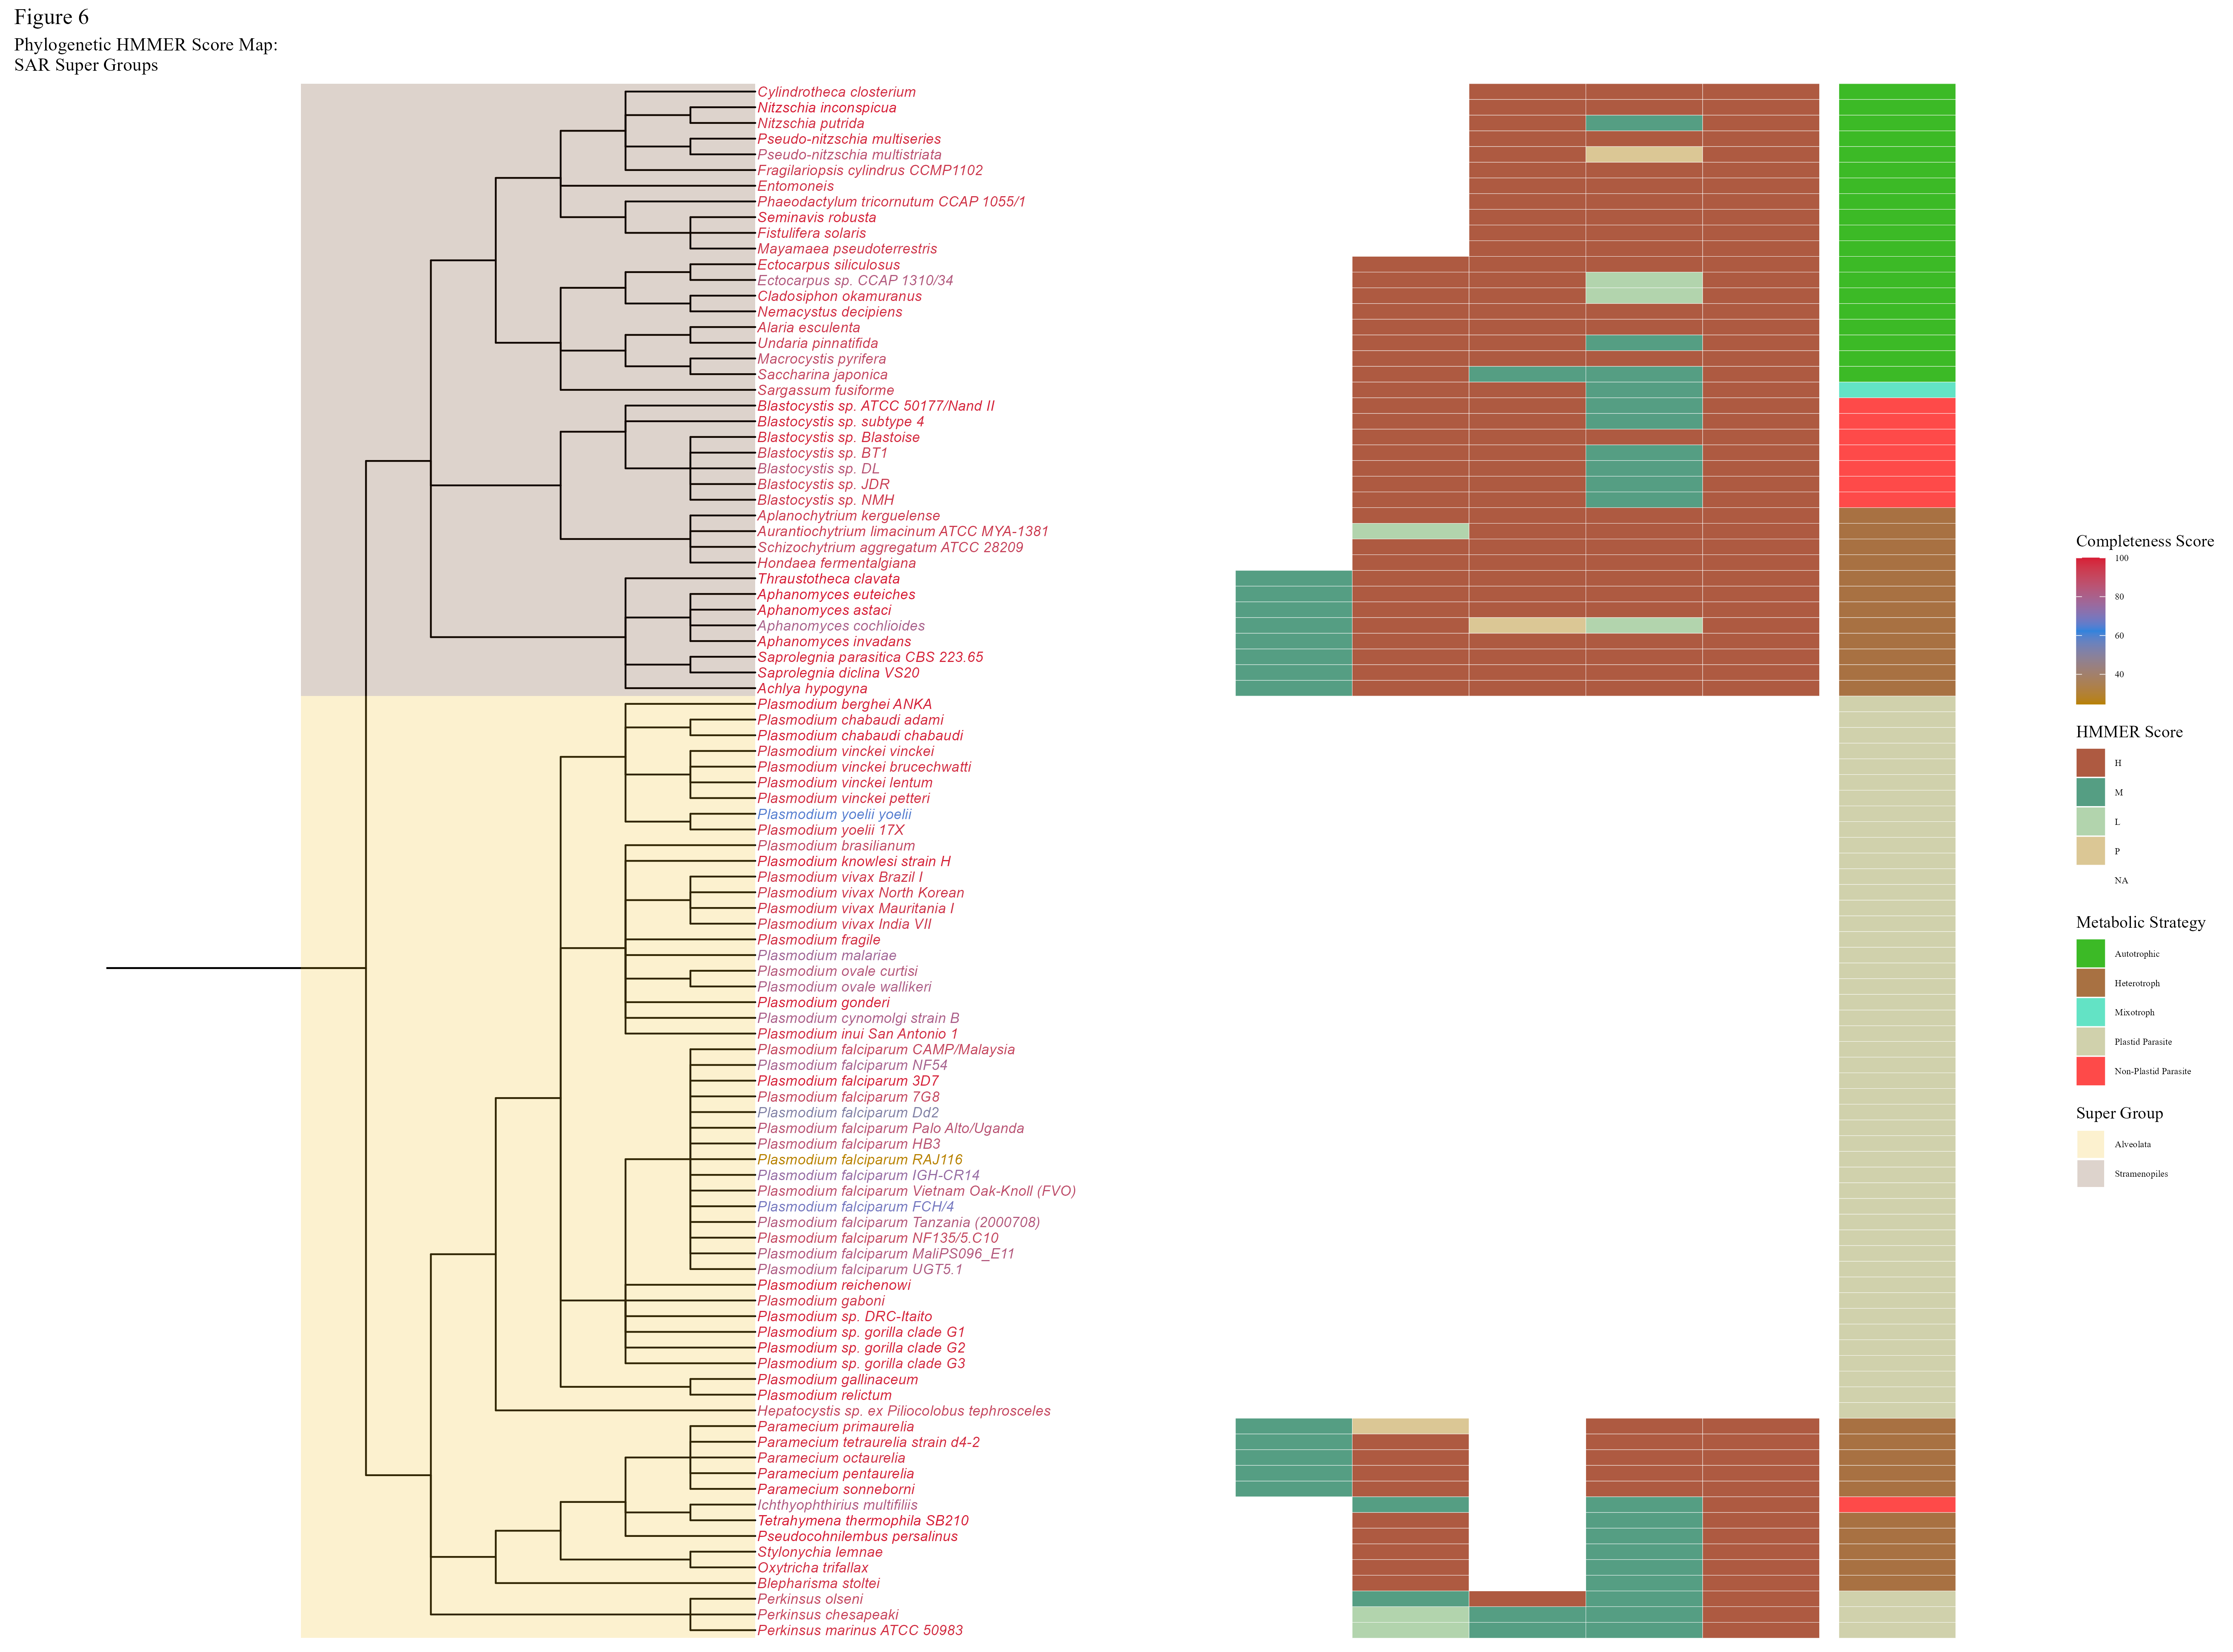 Figure 6
Phylogenetic HMMER Score Map:
SAR Super Groups
Cylindrotheca closterium
Nitzschia inconspicua
Nitzschia putrida
Pseudo-nitzschia multiseries
Pseudo-nitzschia multistriata
Fragilariopsis cylindrus CCMP1102
Entomoneis
Phaeodactylum tricornutum CCAP 1055/1
Seminavis robusta
Fistulifera solaris
Mayamaea pseudoterrestris
Ectocarpus siliculosus
Ectocarpus sp. CCAP 1310/34
Cladosiphon okamuranus
Nemacystus decipiens
Alaria esculenta
Undaria pinnatifida
Macrocystis pyrifera
Saccharina japonica
Sargassum fusiforme
Blastocystis sp. ATCC 50177/Nand II
Blastocystis sp. subtype 4
Blastocystis sp. Blastoise
Blastocystis sp. BT1
Blastocystis sp. DL
Blastocystis sp. JDR
Blastocystis sp. NMH
Aplanochytrium kerguelense
Aurantiochytrium limacinum ATCC MYA-1381
Schizochytrium aggregatum ATCC 28209
Hondaea fermentalgiana
Thraustotheca clavata
Aphanomyces euteiches
Aphanomyces astaci
Aphanomyces cochlioides
Aphanomyces invadans
Saprolegnia parasitica CBS 223.65
Saprolegnia diclina VS20
Achlya hypogyna
Plasmodium berghei ANKA
Plasmodium chabaudi adami
Plasmodium chabaudi chabaudi
Plasmodium vinckei vinckei
Plasmodium vinckei brucechwatti
Plasmodium vinckei lentum
Plasmodium vinckei petteri
Plasmodium yoelii yoelii
Plasmodium yoelii 17X
Plasmodium brasilianum
Plasmodium knowlesi strain H
Plasmodium vivax Brazil I
Plasmodium vivax North Korean
Plasmodium vivax Mauritania I
Plasmodium vivax India VII
Plasmodium fragile
Plasmodium malariae
Plasmodium ovale curtisi
Plasmodium ovale wallikeri
Plasmodium gonderi
Plasmodium cynomolgi strain B
Plasmodium inui San Antonio 1
Plasmodium falciparum CAMP/Malaysia
Plasmodium falciparum NF54
Plasmodium falciparum 3D7
Plasmodium falciparum 7G8
Plasmodium falciparum Dd2
Plasmodium falciparum Palo Alto/Uganda
Plasmodium falciparum HB3
Plasmodium falciparum RAJ116
Plasmodium falciparum IGH-CR14
Plasmodium falciparum Vietnam Oak-Knoll (FVO)
Plasmodium falciparum FCH/4
Plasmodium falciparum Tanzania (2000708)
Plasmodium falciparum NF135/5.C10
Plasmodium falciparum MaliPS096_E11
Plasmodium falciparum UGT5.1
Plasmodium reichenowi
Plasmodium gaboni
Plasmodium sp. DRC-Itaito
Plasmodium sp. gorilla clade G1
Plasmodium sp. gorilla clade G2
Plasmodium sp. gorilla clade G3
Plasmodium gallinaceum
Plasmodium relictum
Hepatocystis sp. ex Piliocolobus tephrosceles
Paramecium primaurelia
Paramecium tetraurelia strain d4-2
Paramecium octaurelia
Paramecium pentaurelia
Paramecium sonneborni
Ichthyophthirius multifiliis
Tetrahymena thermophila SB210
Pseudocohnilembus persalinus
Stylonychia lemnae
Oxytricha trifallax
Blepharisma stoltei
Perkinsus olseni
Perkinsus chesapeaki
Perkinsus marinus ATCC 50983
Completeness Score
100
80
60
40
HMMER Score
H
M
L
P
NA
Metabolic Strategy
Autotrophic
Heterotroph
Mixotroph
Plastid Parasite
Non-Plastid Parasite
Super Group
Alveolata
Stramenopiles